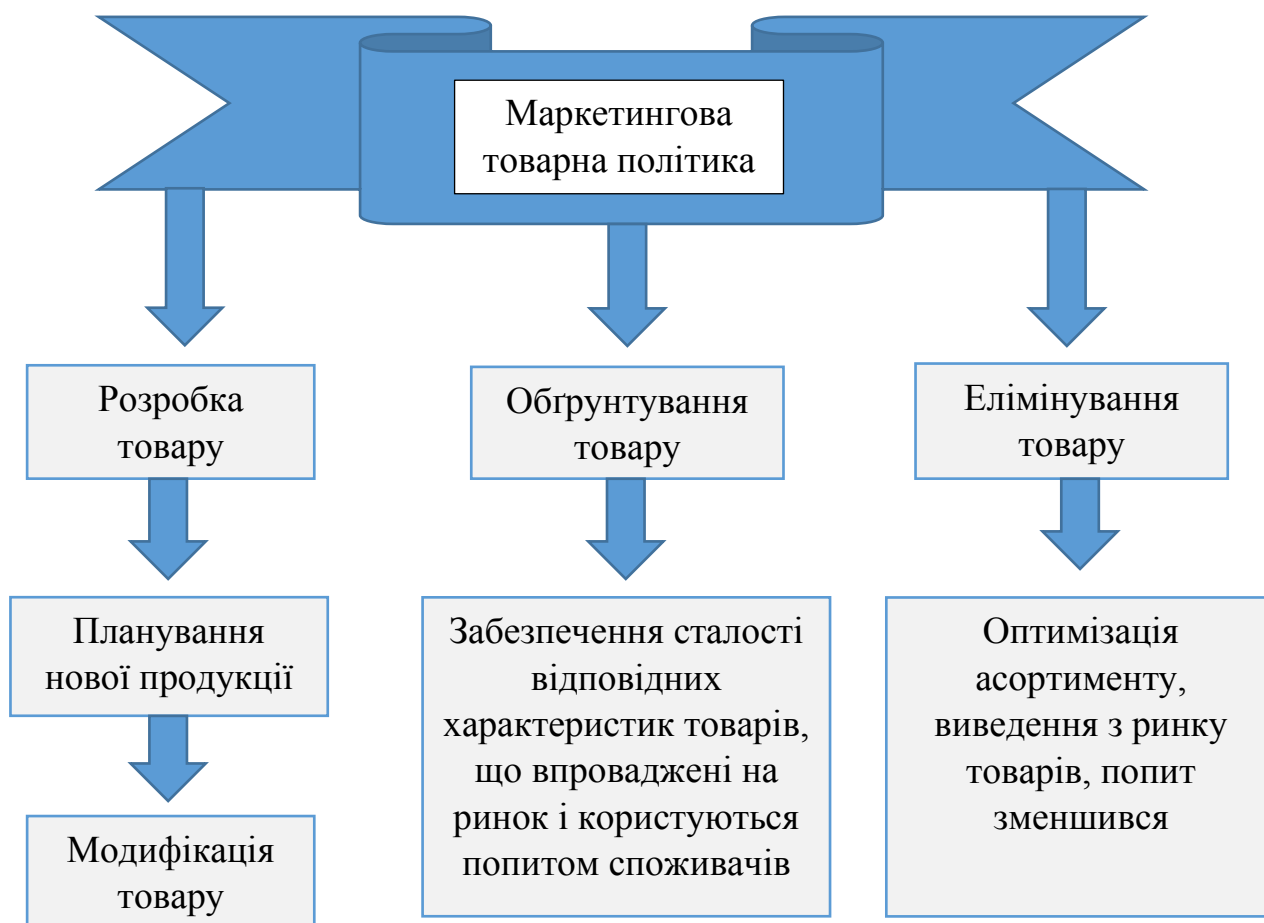 Маркетингова
товарна політика
Розробка
товару
Обґрунтування
товару
Елімінування
товару
Планування
нової продукції
Модифікація
товару
Забезпечення сталості
відповідних
характеристик товарів,
що впроваджені на
ринок і користуються
попитом споживачів
Оптимізація
асортименту,
виведення з ринку
товарів, попит
зменшився